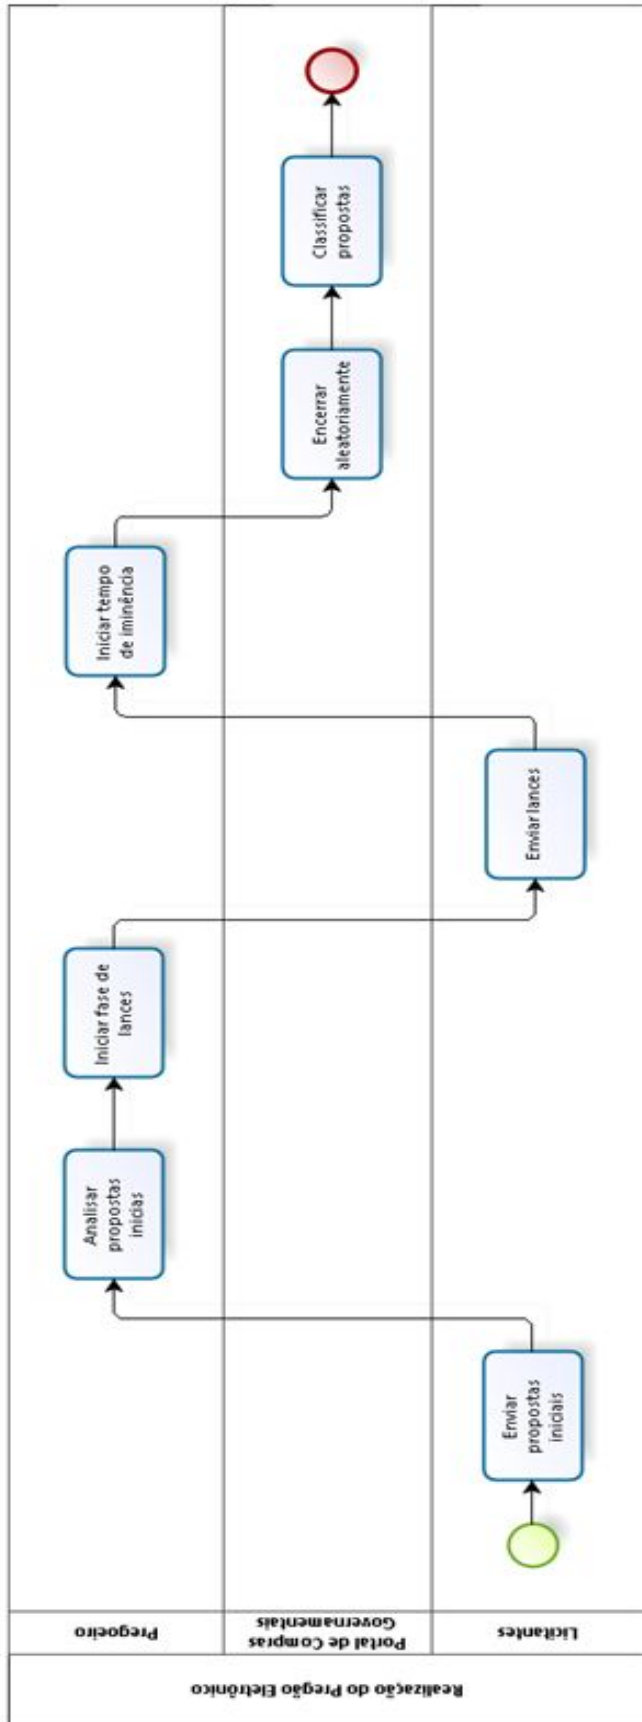 Realização do Pregão Eletrônico
Pregoeiro
Portal de Compras
Governamentais
Licitantes
Enviar
propostas
iniciais
Analisar
propostas
inicias
Iniciar fase de
lances
Enviar lances
Iniciar tempo
de iminência
Encerrar
aleatoriamente
Classificar
propostas